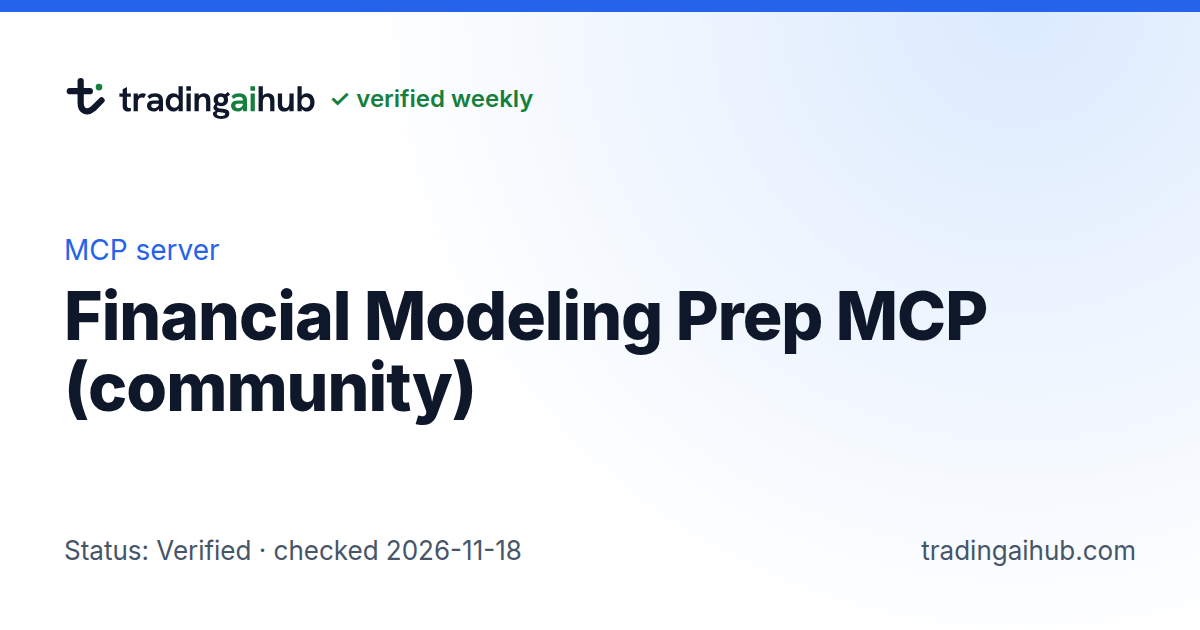 tradingaihub ✓ verified weekly
MCP server
Financial Modeling Prep MCP
(community)
Status: Verified · checked 2026-11-18
tradingaihub.com